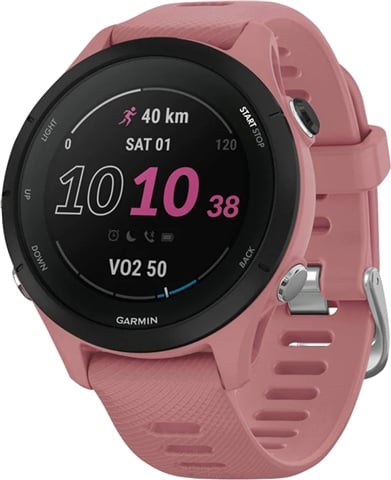 LIGHT
START STOP
40 km
SAT 01
0
120
UP
10 10 38
DOWN
BACK
VO2 50
GARMIN